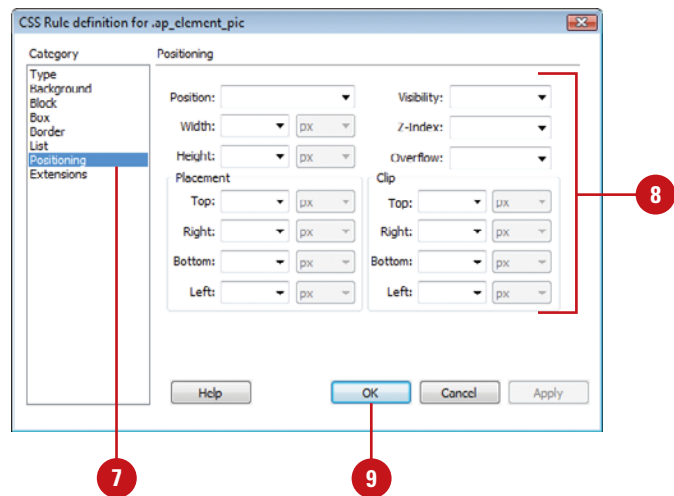 CSS Rule definition for .ap_element_pic
Category
Positioning
Type
Background
Block
Box
Border
List
Positioning
Extensions
Position:
Visibility:
Width:
px
Z-Index:
Height:
px
Overflow:
Placement
Clip
Top:
px
Top:
px
Right:
px
Right:
px
Bottom:
px
Bottom:
px
Left:
px
Left:
px
8
Help
OK
Cancel
Apply
7
9